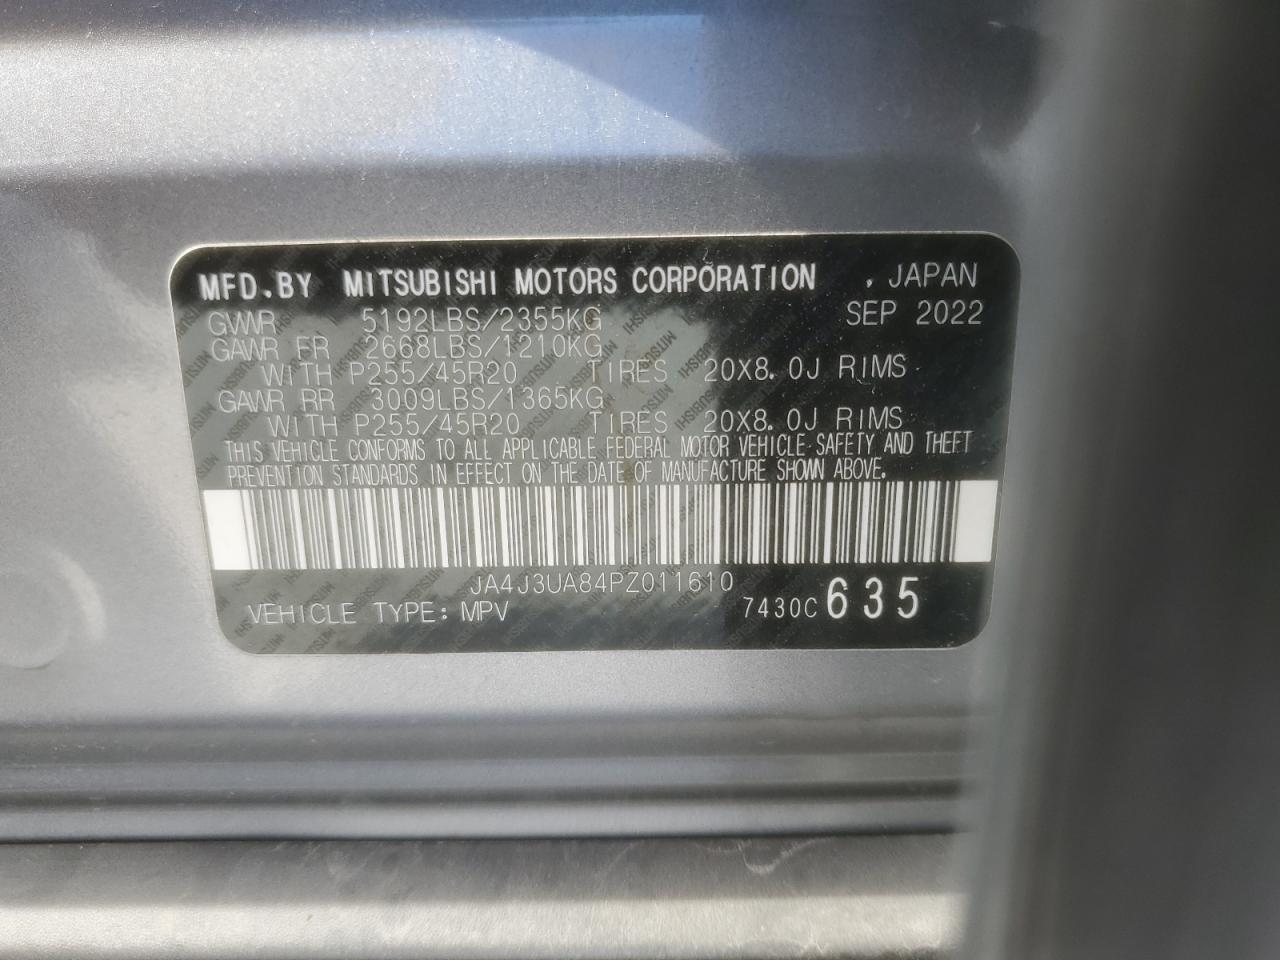 MFD.BY MITSUBISHI MOTORS CORPORATION , JAPAN
SEP 2022
GVWR 5192LBS/2355KG
GAWR FR 2668LBS/1210KG
WITH P255/45R20 TIRES 20X8.0J RIMS
GAWR RR 3009LBS/1365KG
WITH P255/45R20 TIRES 20X8.0J RIMS
THIS VEHICLE CONFORMS TO ALL APPLICABLE FEDERAL MOTOR VEHICLE SAFETY AND THEFT
PREVENTION STANDARDS IN EFFECT ON THE DATE OF MANUFACTURE SHOWN ABOVE.
JA4J3UA84PZ011610
VEHICLE TYPE: MPV 7430C 635